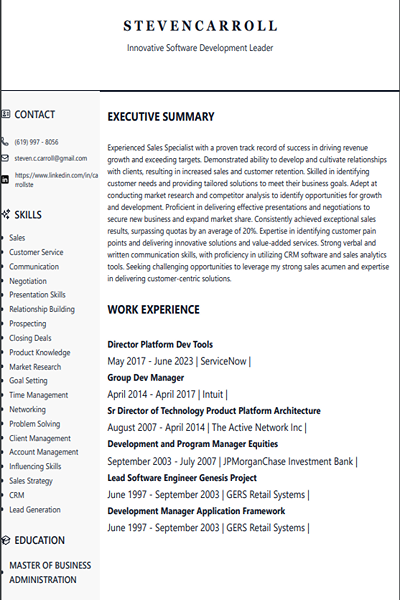 STEVENCARROLL
Innovative Software Development Leader
CONTACT
(619) 997 - 8056
steven.c.carroll@gmail.com
https://www.linkedin.com/in/ca
rrollste
SKILLS
Sales
Customer Service
Communication
Negotiation
Presentation Skills
Relationship Building
Prospecting
Closing Deals
Product Knowledge
Market Research
Goal Setting
Time Management
Networking
Problem Solving
Client Management
Account Management
Influencing Skills
Sales Strategy
CRM
Lead Generation
EDUCATION
MASTER OF BUSINESS
ADMINISTRATION
EXECUTIVE SUMMARY
Experienced Sales Specialist with a proven track record of success in driving revenue
growth and exceeding targets. Demonstrated ability to develop and cultivate relationships
with clients, resulting in increased sales and customer retention. Skilled in identifying
customer needs and providing tailored solutions to meet their business goals. Adept at
conducting market research and competitor analysis to identify opportunities for growth
and development. Proficient in delivering effective presentations and negotiations to
secure new business and expand market share. Consistently achieved exceptional sales
results, surpassing quotas by an average of 20%. Expertise in identifying customer pain
points and delivering innovative solutions and value-added services. Strong verbal and
written communication skills, with proficiency in utilizing CRM software and sales analytics
tools. Seeking challenging opportunities to leverage my strong sales acumen and expertise
in delivering customer-centric solutions.
WORK EXPERIENCE
Director Platform Dev Tools
May 2017 - June 2023 | ServiceNow |
Group Dev Manager
April 2014 - April 2017 | Intuit |
Sr Director of Technology Product Platform Architecture
August 2007 - April 2014 | The Active Network Inc |
Development and Program Manager Equities
September 2003 - July 2007 | JPMorganChase Investment Bank |
Lead Software Engineer Genesis Project
June 1997 - September 2003 | GERS Retail Systems |
Development Manager Application Framework
June 1997 - September 2003 | GERS Retail Systems |